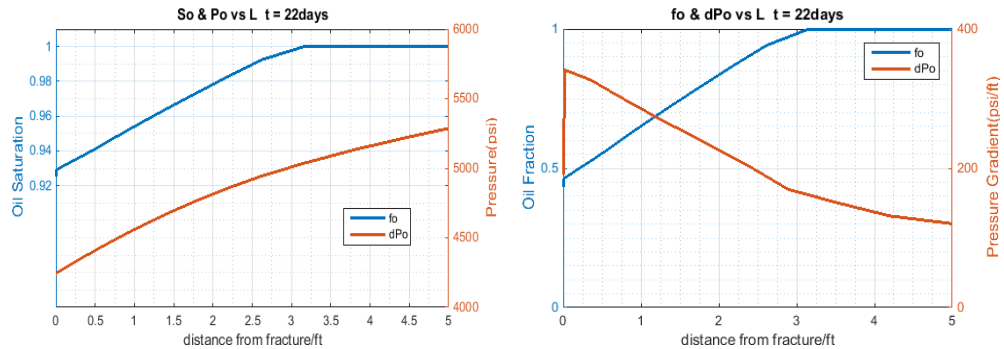 So & Po vs L  t = 22days
1
0.98
0.96
0.94
0.92
Oil Saturation
6000
5500
5000
4500
4000
Pressure(psi)
fo
dPo
0 0.5 1 1.5 2 2.5 3 3.5 4 4.5 5
distance from fracture/ft
fo & dPo vs L  t = 22days
1
0.5
0
Oil Fraction
400
200
0
Pressure Gradient(psi/ft)
fo
dPo
0 1 2 3 4 5
distance from fracture/ft